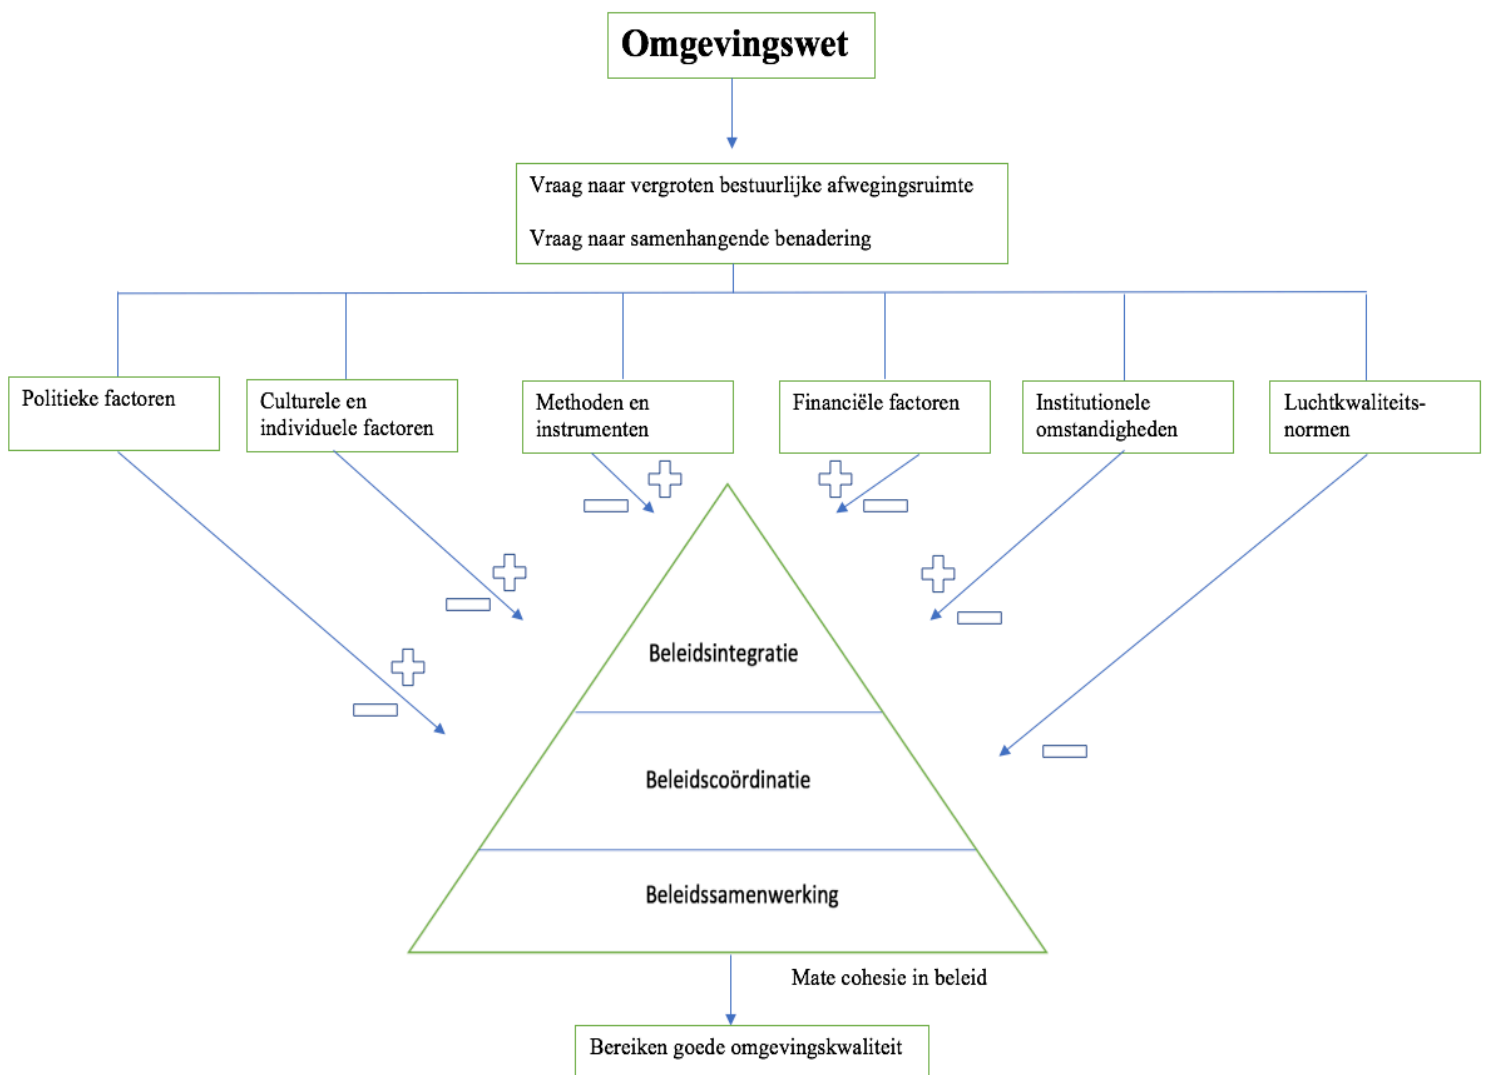 Omgevingswet
Vraag naar vergroten bestuurlijke afwegingsruimte
Vraag naar samenhangende benadering
Politieke factoren
Culturele en
individuele factoren
Methoden en
instrumenten
Financiële factoren
Institutionele
omstandigheden
Luchtkwaliteits-
normen
Beleidsintegratie
Beleidscoördinatie
Beleidssamenwerking
Mate cohesie in beleid
Bereiken goede omgevingskwaliteit